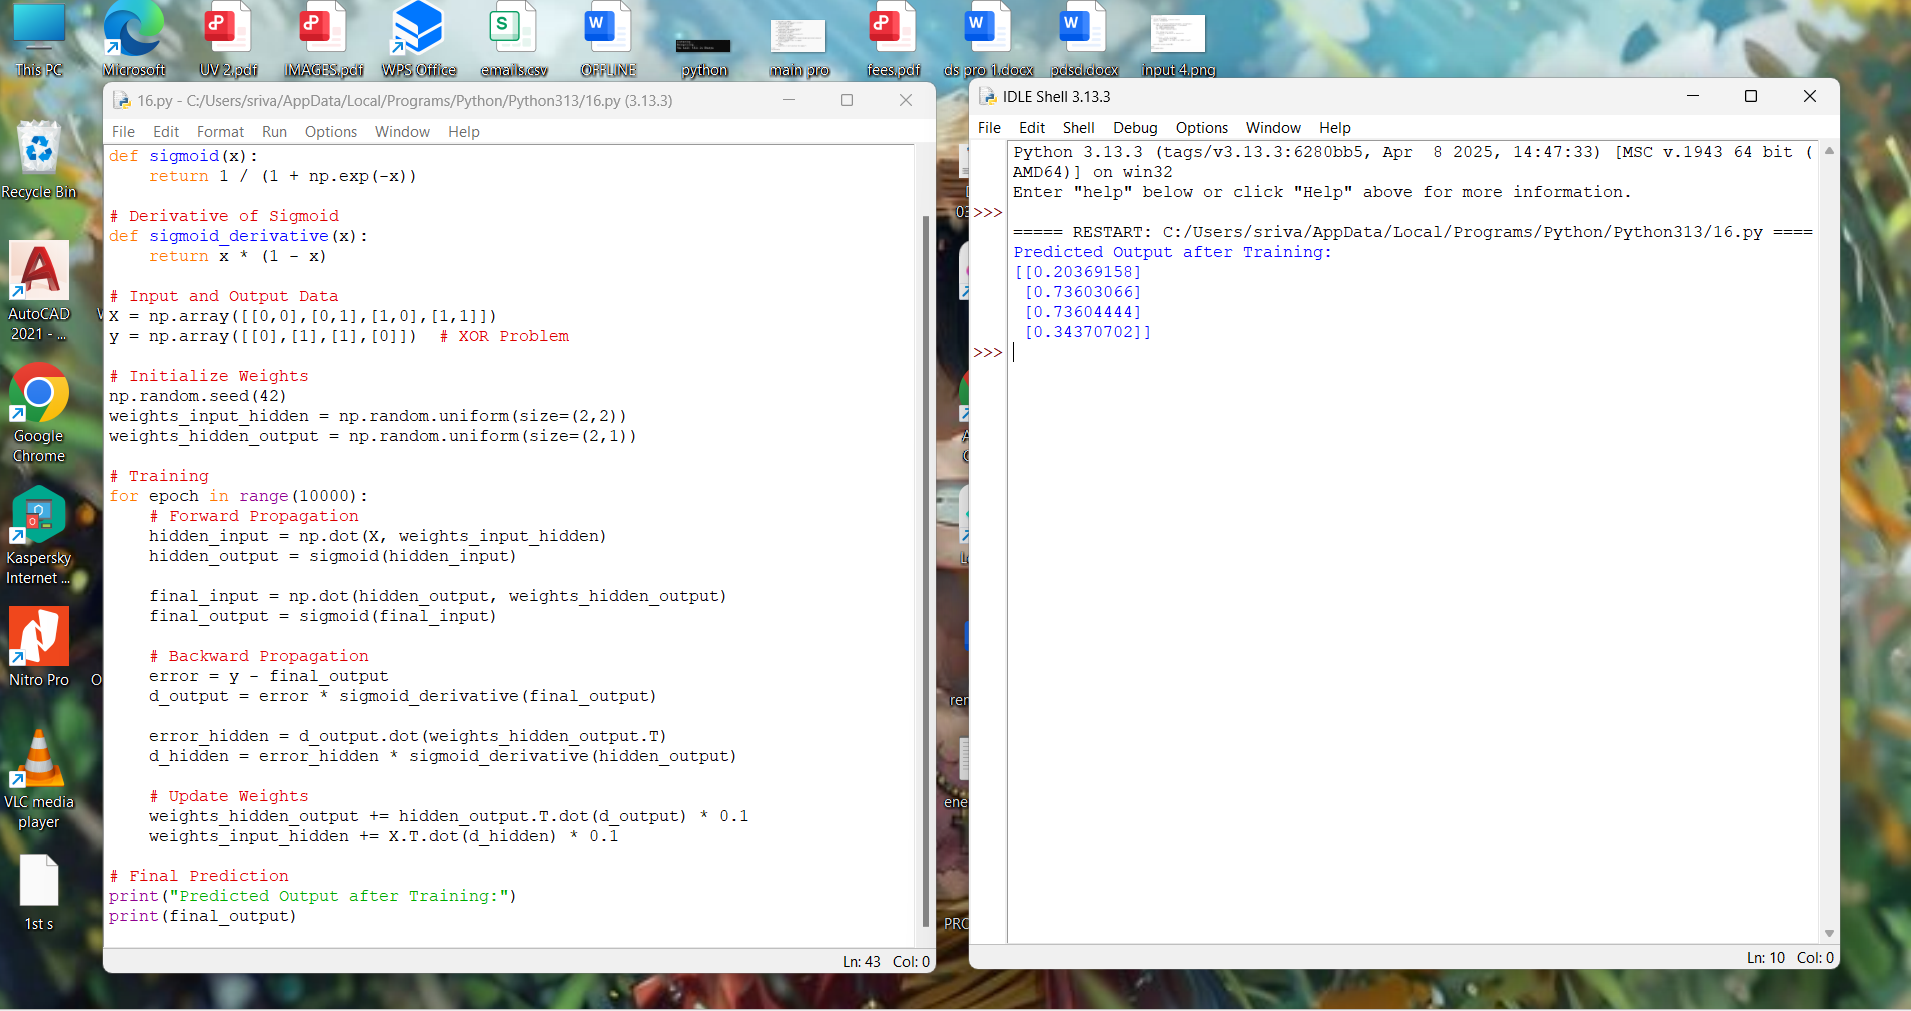 This PC
Microsoft
UV 2.pdf
IMAGES.pdf
WPS Office
emails.csv
OFFLINE
python
main pro
fees.pdf
ds pro 1.docx
pdsd.docx
input 4.png
Recycle Bin
AutoCAD
2021 - ...
Google
Chrome
Kaspersky
Internet ...
Nitro Pro
VLC media
player
1st s
16.py - C:/Users/sriva/AppData/Local/Programs/Python/Python313/16.py (3.13.3)
File Edit Format Run Options Window Help
def sigmoid(x):
    return 1 / (1 + np.exp(-x))
# Derivative of Sigmoid
def sigmoid_derivative(x):
    return x * (1 - x)
# Input and Output Data
X = np.array([[0,0],[0,1],[1,0],[1,1]])
y = np.array([[0],[1],[1],[0]])  # XOR Problem
# Initialize Weights
np.random.seed(42)
weights_input_hidden = np.random.uniform(size=(2,2))
weights_hidden_output = np.random.uniform(size=(2,1))
# Training
for epoch in range(10000):
    # Forward Propagation
    hidden_input = np.dot(X, weights_input_hidden)
    hidden_output = sigmoid(hidden_input)
    final_input = np.dot(hidden_output, weights_hidden_output)
    final_output = sigmoid(final_input)
    # Backward Propagation
    error = y - final_output
    d_output = error * sigmoid_derivative(final_output)
    error_hidden = d_output.dot(weights_hidden_output.T)
    d_hidden = error_hidden * sigmoid_derivative(hidden_output)
    # Update Weights
    weights_hidden_output += hidden_output.T.dot(d_output) * 0.1
    weights_input_hidden += X.T.dot(d_hidden) * 0.1
# Final Prediction
print("Predicted Output after Training:")
print(final_output)
Ln: 43 Col: 0
IDLE Shell 3.13.3
File Edit Shell Debug Options Window Help
Python 3.13.3 (tags/v3.13.3:6280bb5, Apr  8 2025, 14:47:33) [MSC v.1943 64 bit (
AMD64)] on win32
Enter "help" below or click "Help" above for more information.
>>>
===== RESTART: C:/Users/sriva/AppData/Local/Programs/Python/Python313/16.py ====
Predicted Output after Training:
[[0.20369158]
 [0.73603066]
 [0.73604444]
 [0.34370702]]
>>>
Ln: 10 Col: 0